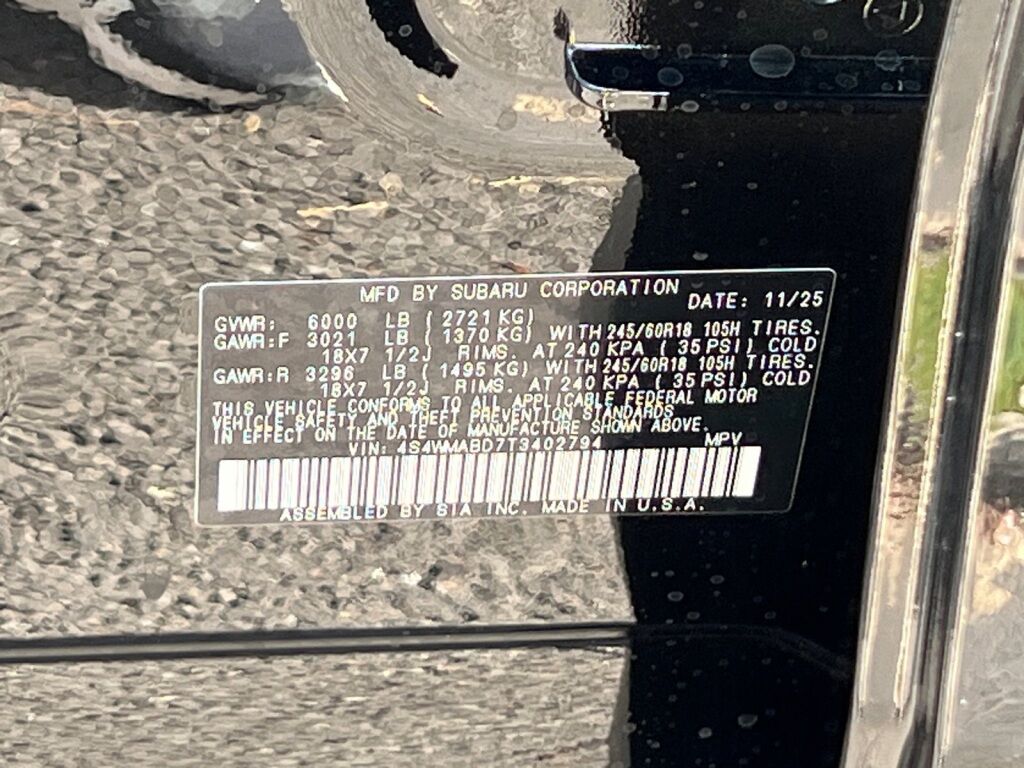 MFD BY SUBARU CORPORATION DATE: 11/25
GVWR: 6000 LB ( 2721 KG)
GAWR:F 3021 LB ( 1370 KG) WITH 245/60R18 105H TIRES.
18X7 1/2J RIMS. AT 240 KPA ( 35 PSI) COLD
GAWR:R 3296 LB ( 1495 KG) WITH 245/60R18 105H TIRES.
18X7 1/2J RIMS. AT 240 KPA ( 35 PSI) COLD
THIS VEHICLE CONFORMS TO ALL APPLICABLE FEDERAL MOTOR
VEHICLE SAFETY AND THEFT PREVENTION STANDARDS
IN EFFECT ON THE DATE OF MANUFACTURE SHOWN ABOVE.
VIN: 4S4WMABD7T3402794 MPV
ASSEMBLED BY SIA INC. MADE IN U.S.A.